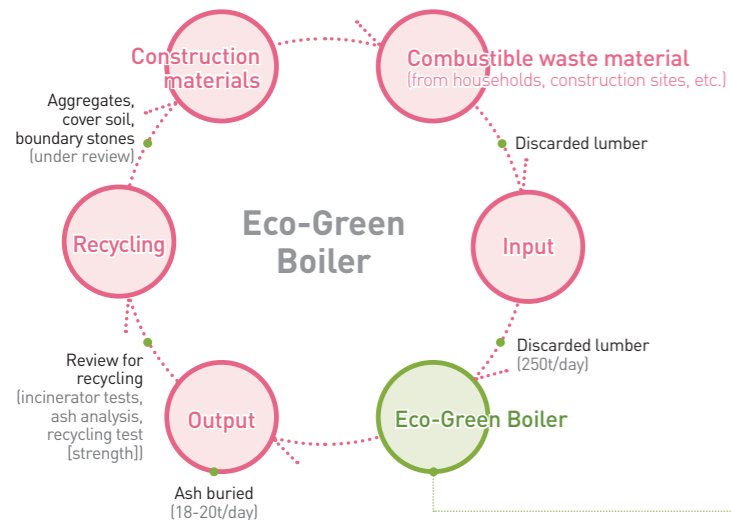 Construction
materials
Combustible waste material
(from households, construction sites, etc.)
Aggregates,
cover soil,
boundary stones
(under review)
Discarded lumber
Eco-Green
Boiler
Recycling
Input
Review for
recycling
(incinerator tests,
ash analysis,
recycling test
[strength])
Discarded lumber
(250t/day)
Output
Eco-Green Boiler
Ash buried
(18-20t/day)